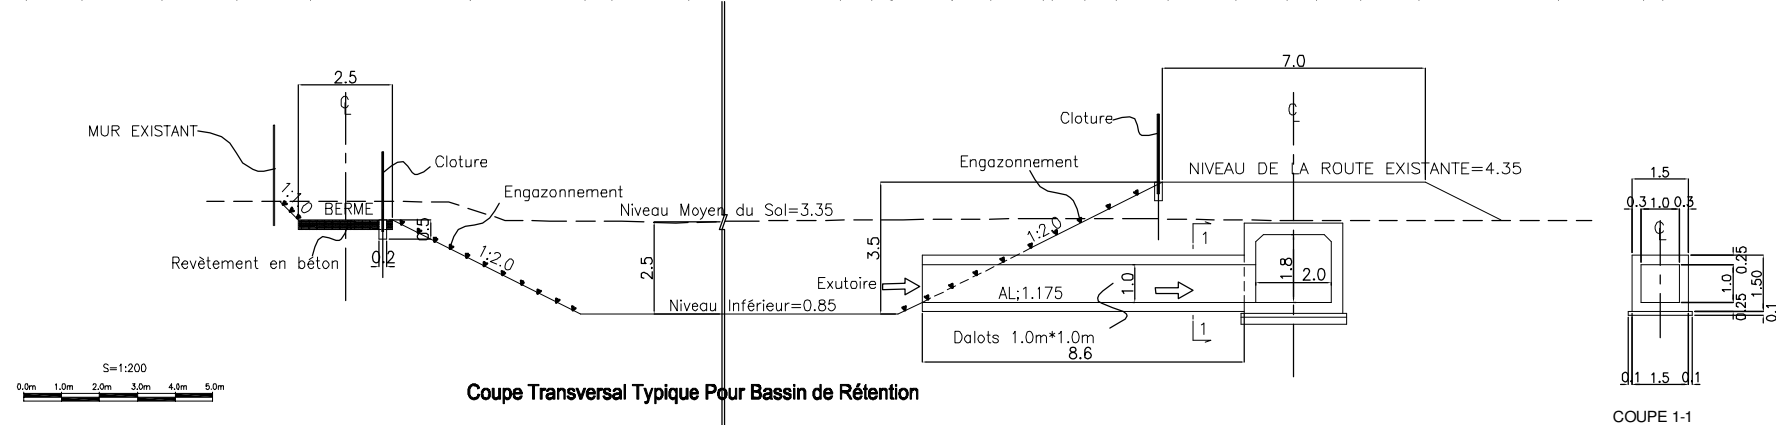 2.5
7.0
℄
℄
MUR EXISTANT
Cloture
Cloture
Engazonnement
Engazonnement
NIVEAU DE LA ROUTE EXISTANTE=4.35
1:1.0
BERME
Niveau Moyen du Sol=3.35
0.5
1:2.0
1:2.0
Revètement en béton
0.2
2.5
3.5
Exutoire
AL;1.175
1.0
1.8
2.0
1
1
Niveau Inférieur=0.85
Dalots 1.0m*1.0m
8.6
1.5
0.3 1.0 0.3
℄
0.25
1.0
1.50
0.25
0.1
0.1 1.5 0.1
COUPE 1-1
S=1:200
0.0m 1.0m 2.0m 3.0m 4.0m 5.0m
Coupe Transversal Typique Pour Bassin de Rétention